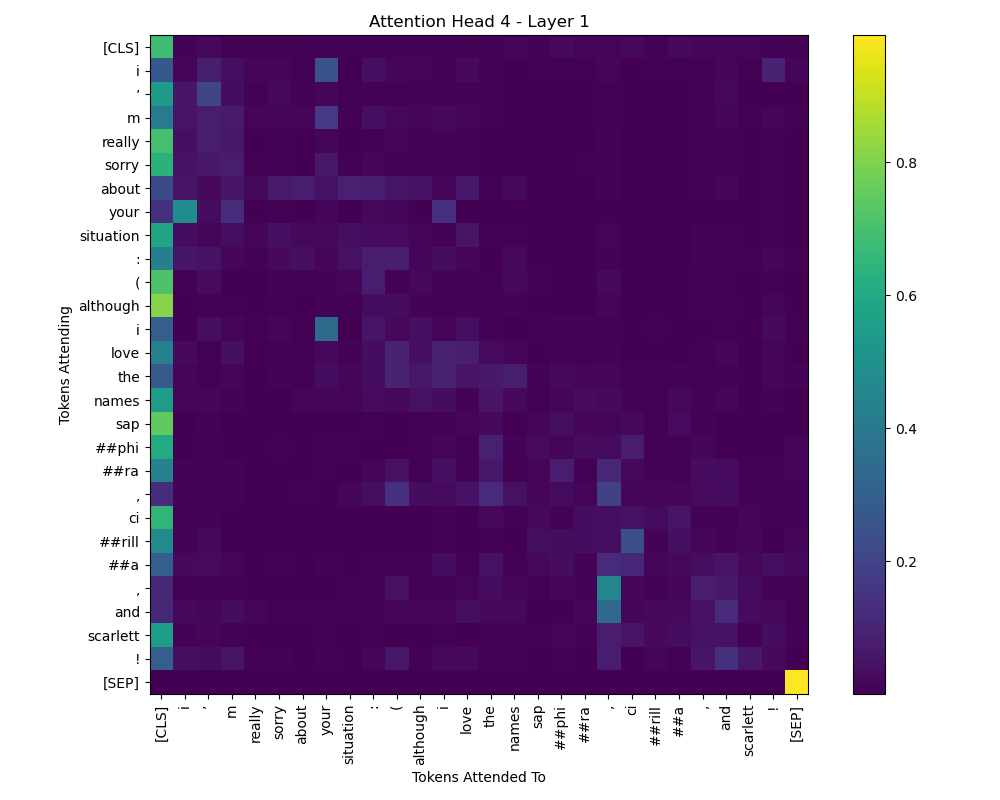 Attention Head 4 - Layer 1
Tokens Attending
[CLS]
i
'
m
really
sorry
about
your
situation
:
(
although
i
love
the
names
sap
##phi
##ra
,
ci
##rill
##a
,
and
scarlett
!
[SEP]
[CLS]
i
'
m
really
sorry
about
your
situation
:
(
although
i
love
the
names
sap
##phi
##ra
,
ci
##rill
##a
,
and
scarlett
!
[SEP]
Tokens Attended To
0.8
0.6
0.4
0.2